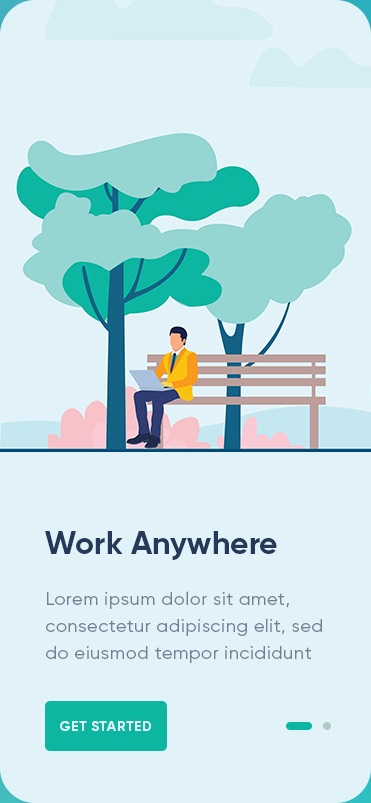 Work Anywhere
Lorem ipsum dolor sit amet,
consectetur adipiscing elit, sed
do eiusmod tempor incididunt
GET STARTED